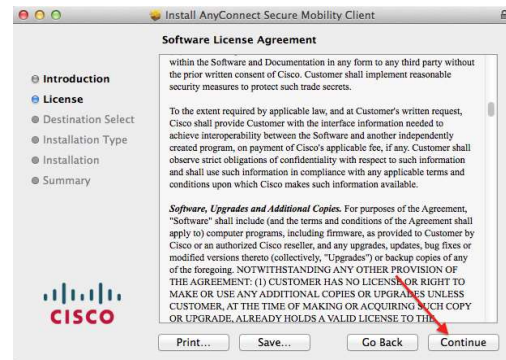 Install AnyConnect Secure Mobility Client
Software License Agreement
Introduction
License
Destination Select
Installation Type
Installation
Summary
within the Software and Documentation in any form to any third party without
the prior written consent of Cisco. Customer shall implement reasonable
security measures to protect such trade secrets.
To the extent required by applicable law, and at Customer's written request,
Cisco shall provide Customer with the interface information needed to
achieve interoperability between the Software and another independently
created program, on payment of Cisco's applicable fee, if any. Customer shall
observe strict obligations of confidentiality with respect to such information
and shall use such information in compliance with any applicable terms and
conditions upon which Cisco makes such information available.
Software, Upgrades and Additional Copies. For purposes of the Agreement,
"Software" shall include (and the terms and conditions of the Agreement shall
apply to) computer programs, including firmware, as provided to Customer by
Cisco or an authorized Cisco reseller, and any upgrades, updates, bug fixes or
modified versions thereto (collectively, "Upgrades") or backup copies of any
of the foregoing. NOTWITHSTANDING ANY OTHER PROVISION OF
THE AGREEMENT: (1) CUSTOMER HAS NO LICENSE OR RIGHT TO
MAKE OR USE ANY ADDITIONAL COPIES OR UPGRADES UNLESS
CUSTOMER, AT THE TIME OF MAKING OR ACQUIRING SUCH COPY
OR UPGRADE, ALREADY HOLDS A VALID LICENSE TO THE
CISCO
Print... Save... Go Back Continue